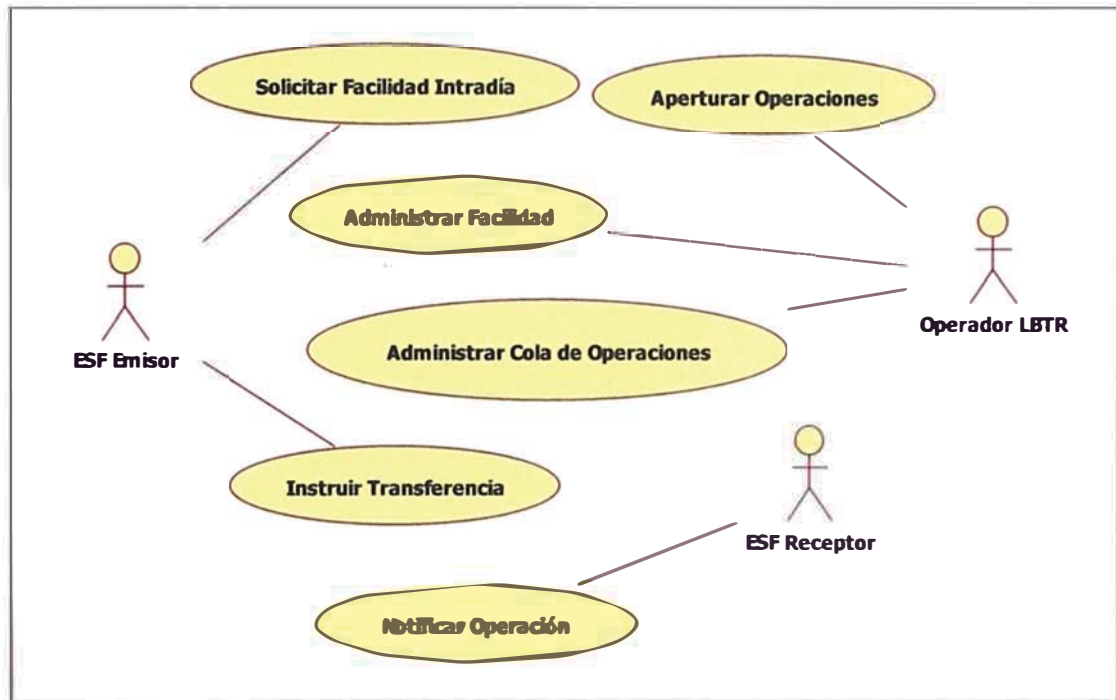 Solicitar Facilidad Intradía
Aperturar Operaciones
Administrar Facilidad
ESF Emisor
Operador LBTR
Administrar Cola de Operaciones
Instruir Transferencia
ESF Receptor
Notificar Operación